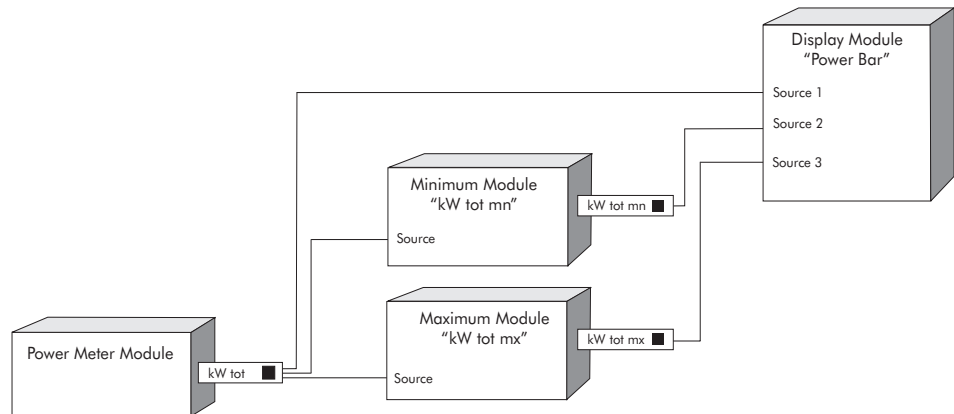 Display Module
“Power Bar”
Source 1
Source 2
Source 3
Minimum Module
“kW tot mn”
kW tot mn
Source
Maximum Module
“kW tot mx”
kW tot mx
Source
Power Meter Module
kW tot